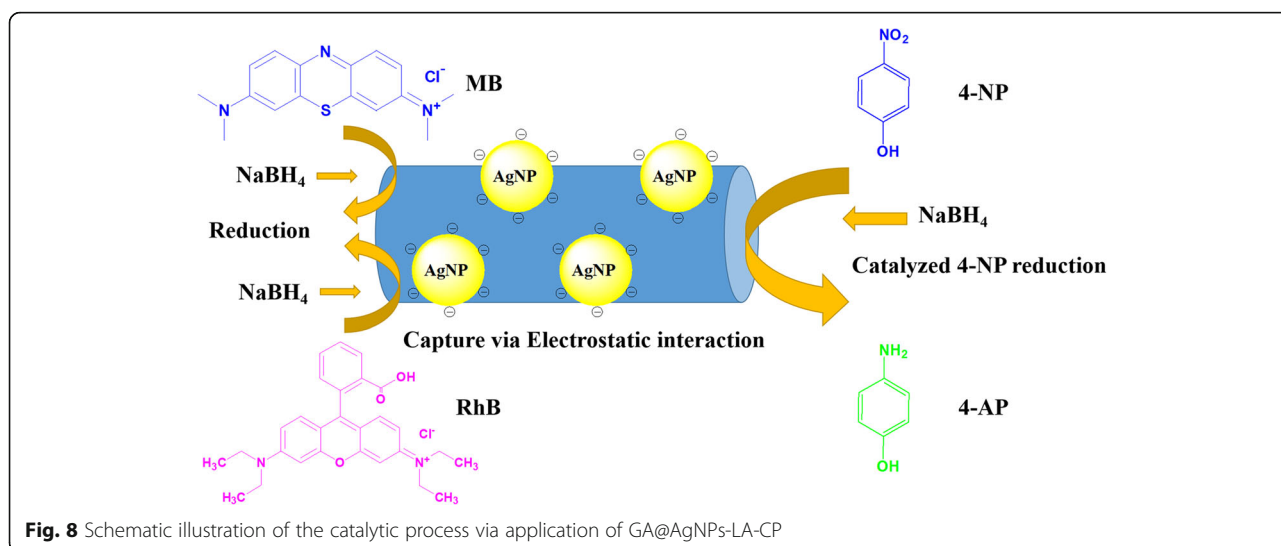 N
Cl⁻
MB
N
S
N⁺
NaBH₄
Reduction
NaBH₄
AgNP
AgNP
AgNP
AgNP
Capture via Electrostatic interaction
NO₂
4-NP
OH
NaBH₄
Catalyzed 4-NP reduction
NH₂
4-AP
OH
OH
O
RhB
Cl⁻
H₃C
N
O
N⁺
CH₃
H₃C
CH₃
Fig. 8 Schematic illustration of the catalytic process via application of GA@AgNPs-LA-CP